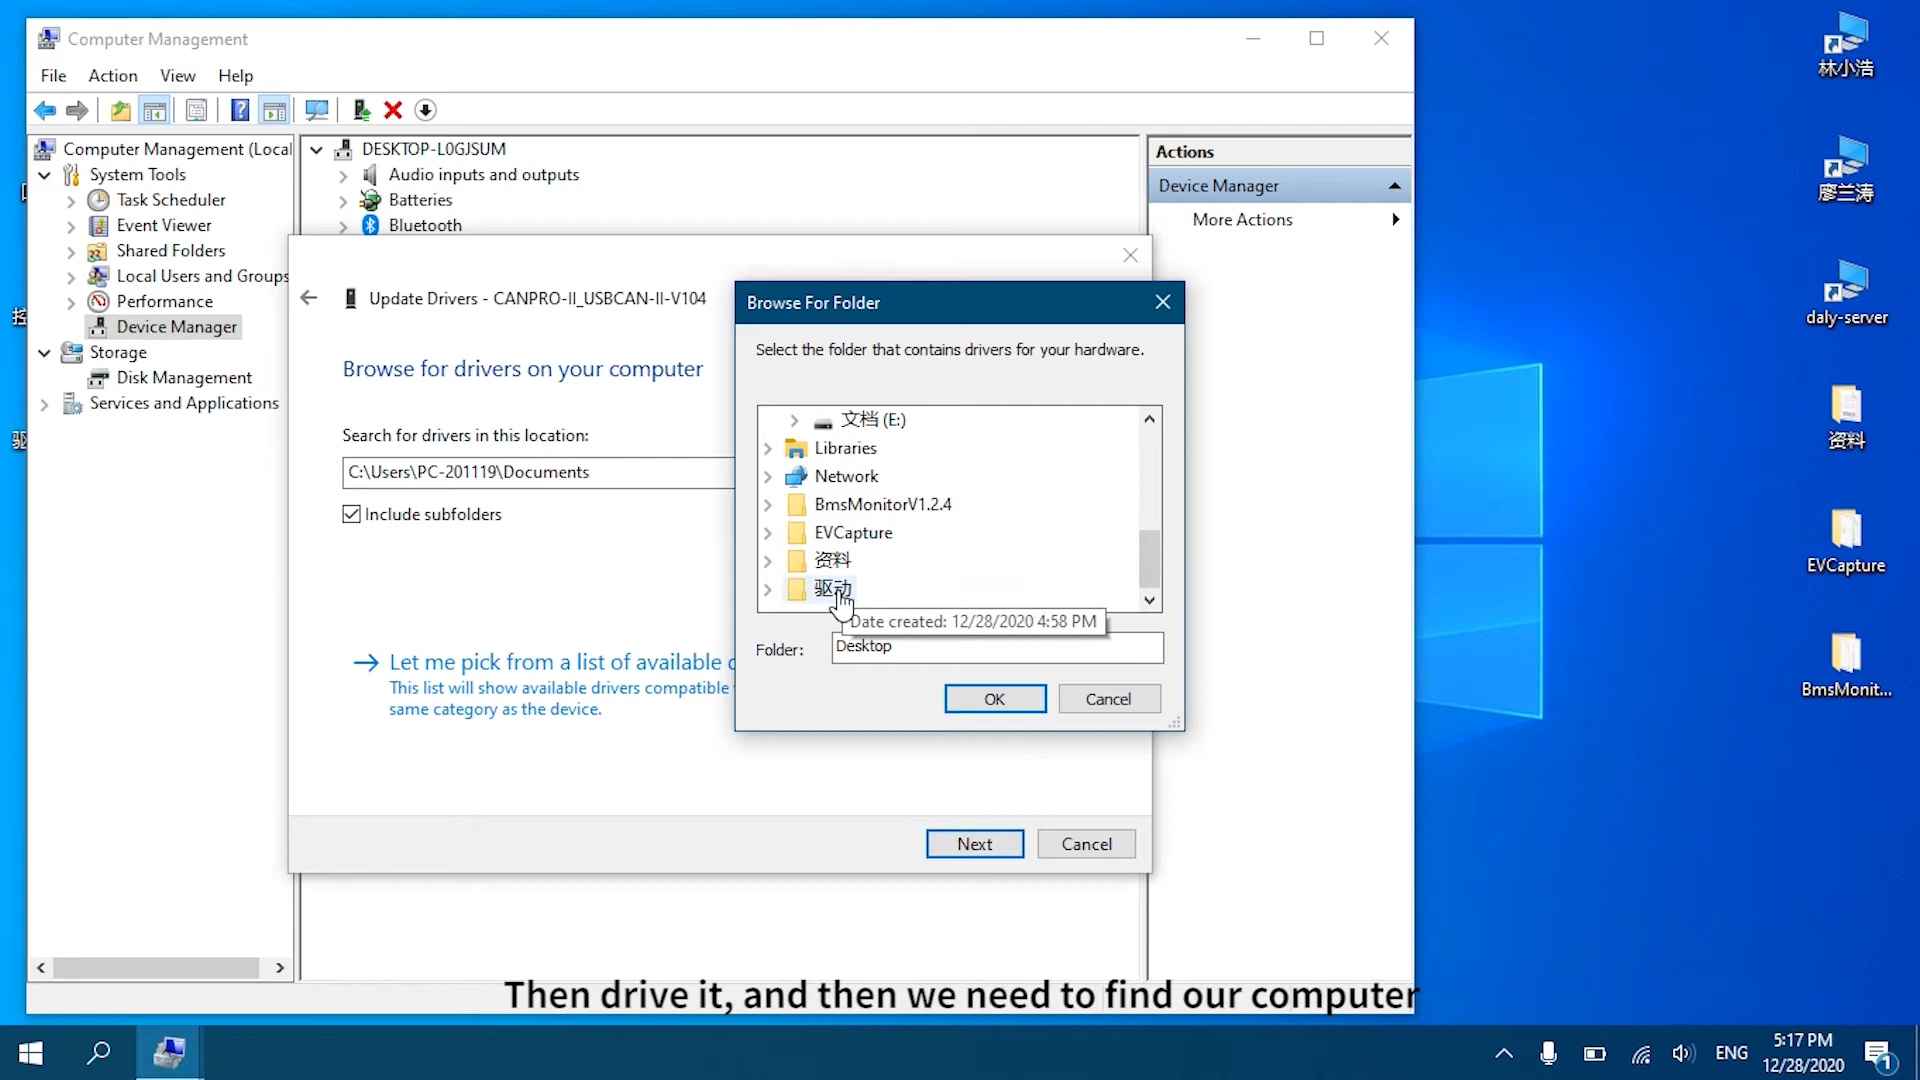 Computer Management
File Action View Help
Computer Management (Local
System Tools
Task Scheduler
Event Viewer
Shared Folders
Local Users and Groups
Performance
Device Manager
Storage
Disk Management
Services and Applications
DESKTOP-L0GJSUM
Audio inputs and outputs
Batteries
Bluetooth
Actions
Device Manager
More Actions
Update Drivers - CANPRO-II_USBCAN-II-V104
Browse for drivers on your computer
Search for drivers in this location:
C:\Users\PC-201119\Documents
Include subfolders
Let me pick from a list of available
This list will show available drivers compatible
same category as the device.
Next
Cancel
Browse For Folder
Select the folder that contains drivers for your hardware.
文档 (E:)
Libraries
Network
BmsMonitorV1.2.4
EVCapture
资料
驱动
Date created: 12/28/2020 4:58 PM
Folder:
Desktop
OK
Cancel
林小浩
廖兰涛
daly-server
资料
EVCapture
BmsMonit...
控
驱
Then drive it, and then we need to find our computer
ENG
5:17 PM
12/28/2020
1